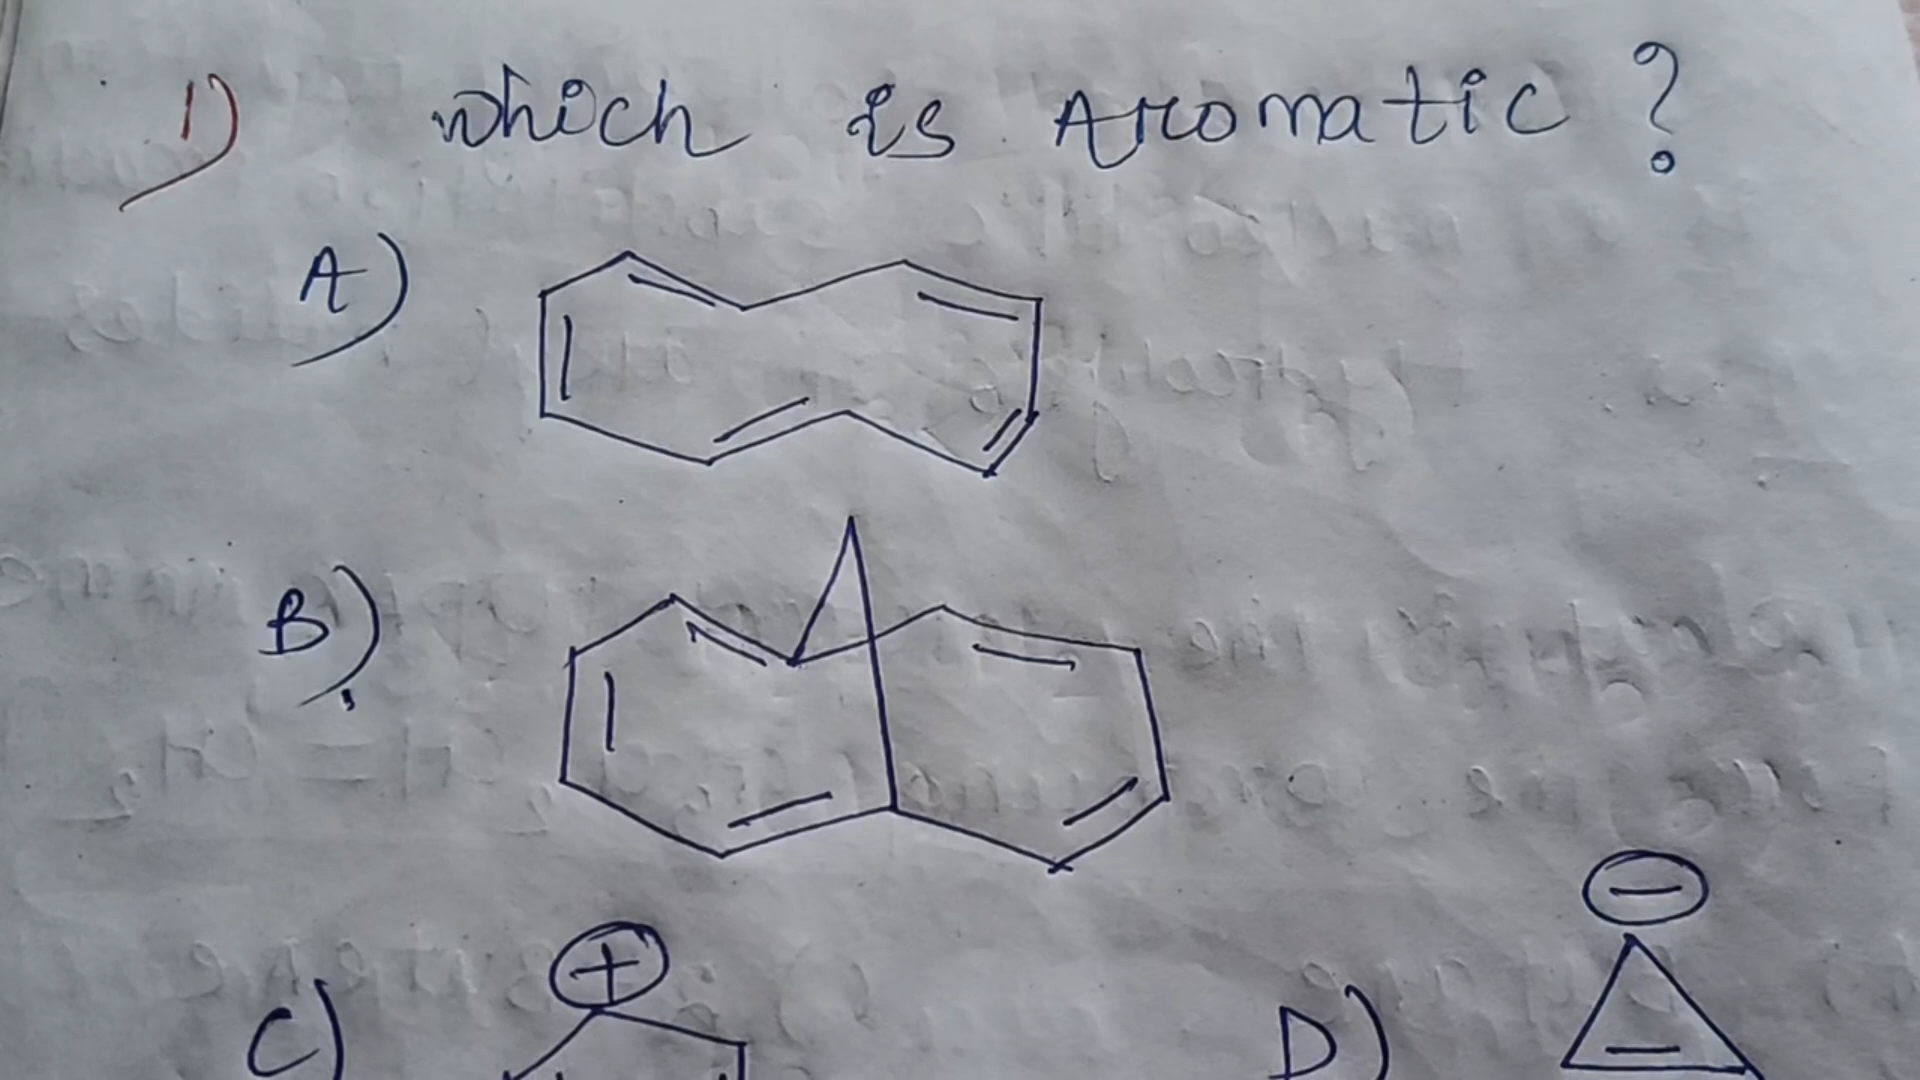 1) which is Aromatic ?
A)
B)
+
−
C) D)